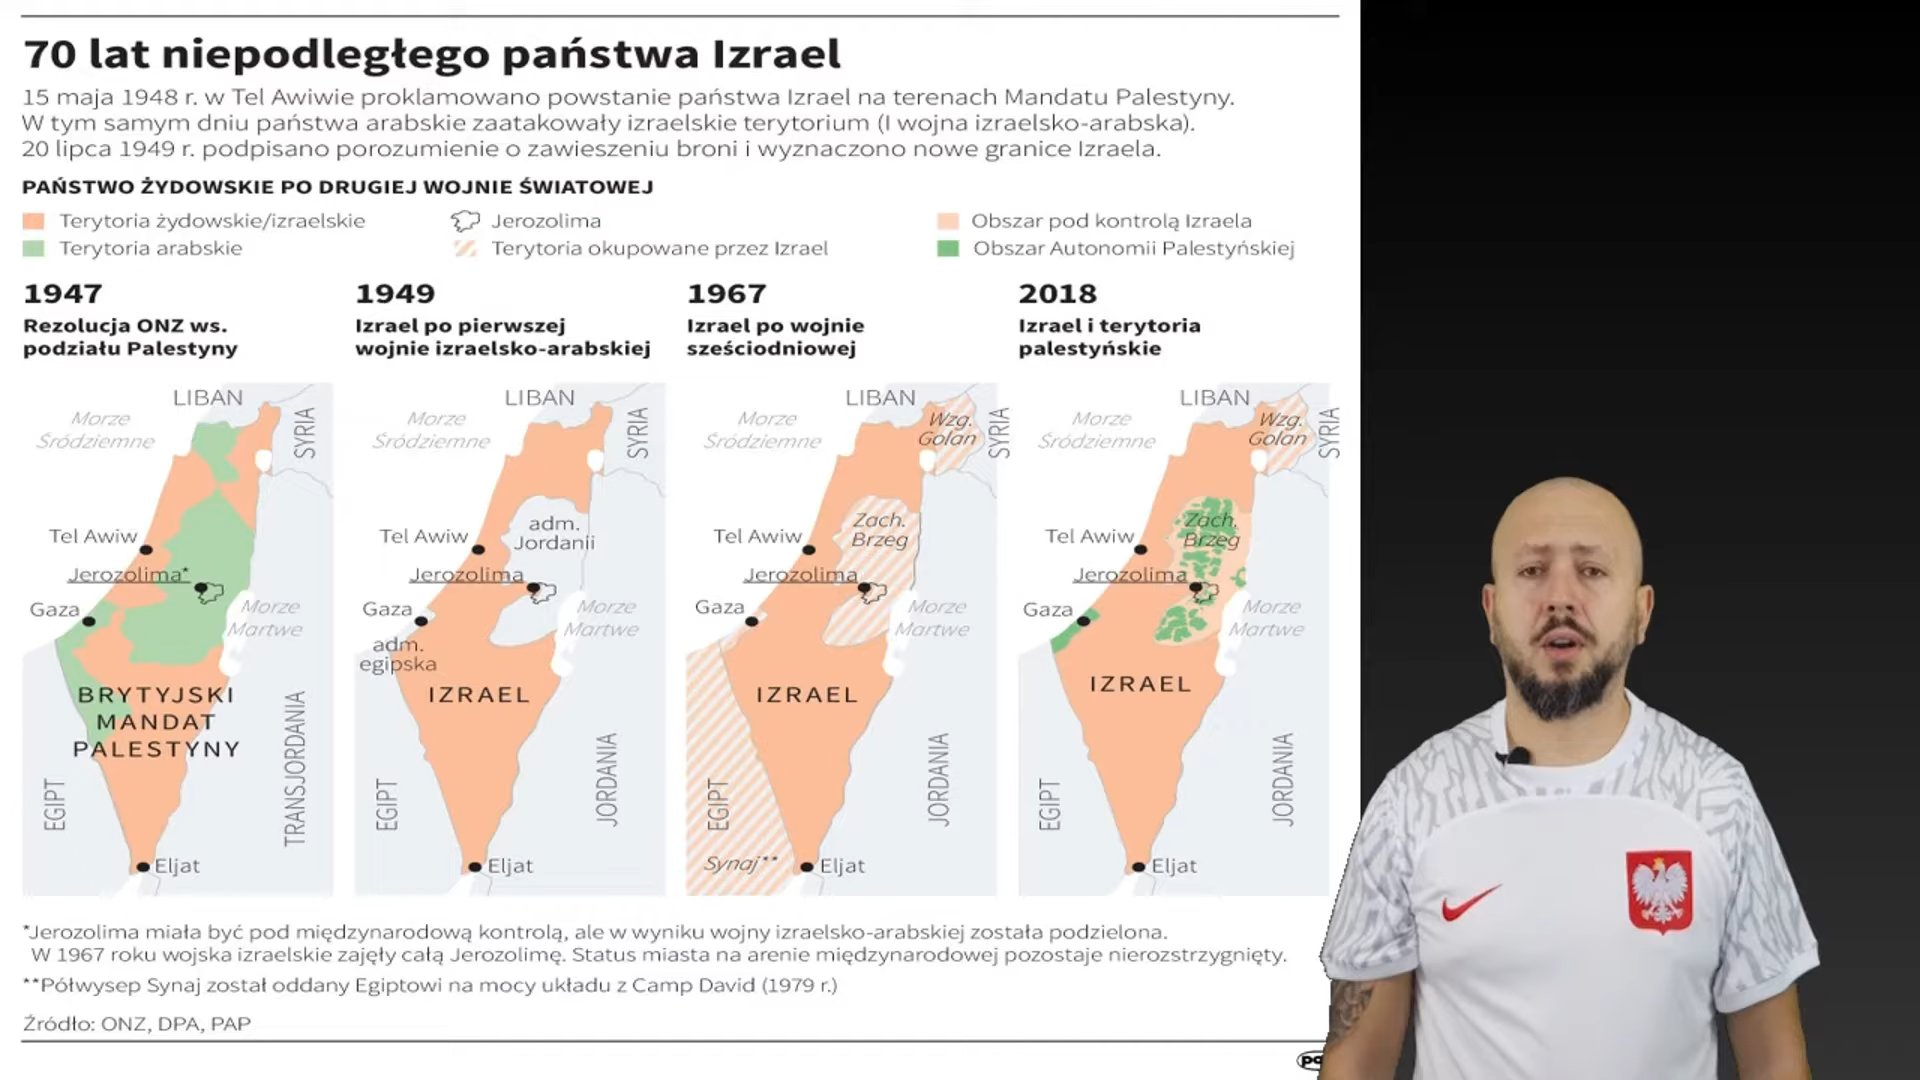 70 lat niepodległego państwa Izrael
15 maja 1948 r. w Tel Awiwie proklamowano powstanie państwa Izrael na terenach Mandatu Palestyny.
W tym samym dniu państwa arabskie zaatakowały izraelskie terytorium (I wojna izraelsko-arabska).
20 lipca 1949 r. podpisano porozumienie o zawieszeniu broni i wyznaczono nowe granice Izraela.
PAŃSTWO ŻYDOWSKIE PO DRUGIEJ WOJNIE ŚWIATOWEJ
Terytoria żydowskie/izraelskie
Jerozolima
Obszar pod kontrolą Izraela
Terytoria arabskie
Terytoria okupowane przez Izrael
Obszar Autonomii Palestyńskiej
1947
Rezolucja ONZ ws.
podziału Palestyny
LIBAN
Morze
Śródziemne
SYRIA
Tel Awiw
Jerozolima*
Gaza
Morze
Martwe
BRYTYJSKI
MANDAT
PALESTYNY
EGIPT
TRANSJORDANIA
Eljat
1949
Izrael po pierwszej
wojnie izraelsko-arabskiej
LIBAN
Morze
Śródziemne
SYRIA
adm.
Jordanii
Tel Awiw
Jerozolima
Gaza
adm.
egipska
Morze
Martwe
IZRAEL
EGIPT
JORDANIA
Eljat
1967
Izrael po wojnie
sześciodniowej
LIBAN
Morze
Śródziemne
Wzg.
Golan
SYRIA
Zach.
Brzeg
Tel Awiw
Jerozolima
Gaza
Morze
Martwe
IZRAEL
EGIPT
JORDANIA
Synaj**
Eljat
2018
Izrael i terytoria
palestyńskie
LIBAN
Morze
Śródziemne
Wzg.
Golan
SYRIA
Zach.
Brzeg
Tel Awiw
Jerozolima
Gaza
Morze
Martwe
IZRAEL
EGIPT
JORDANIA
Eljat
*Jerozolima miała być pod międzynarodową kontrolą, ale w wyniku wojny izraelsko-arabskiej została podzielona.
W 1967 roku wojska izraelskie zajęły całą Jerozolimę. Status miasta na arenie międzynarodowej pozostaje nierozstrzygnięty.
**Półwysep Synaj został oddany Egiptowi na mocy układu z Camp David (1979 r.)
Źródło: ONZ, DPA, PAP